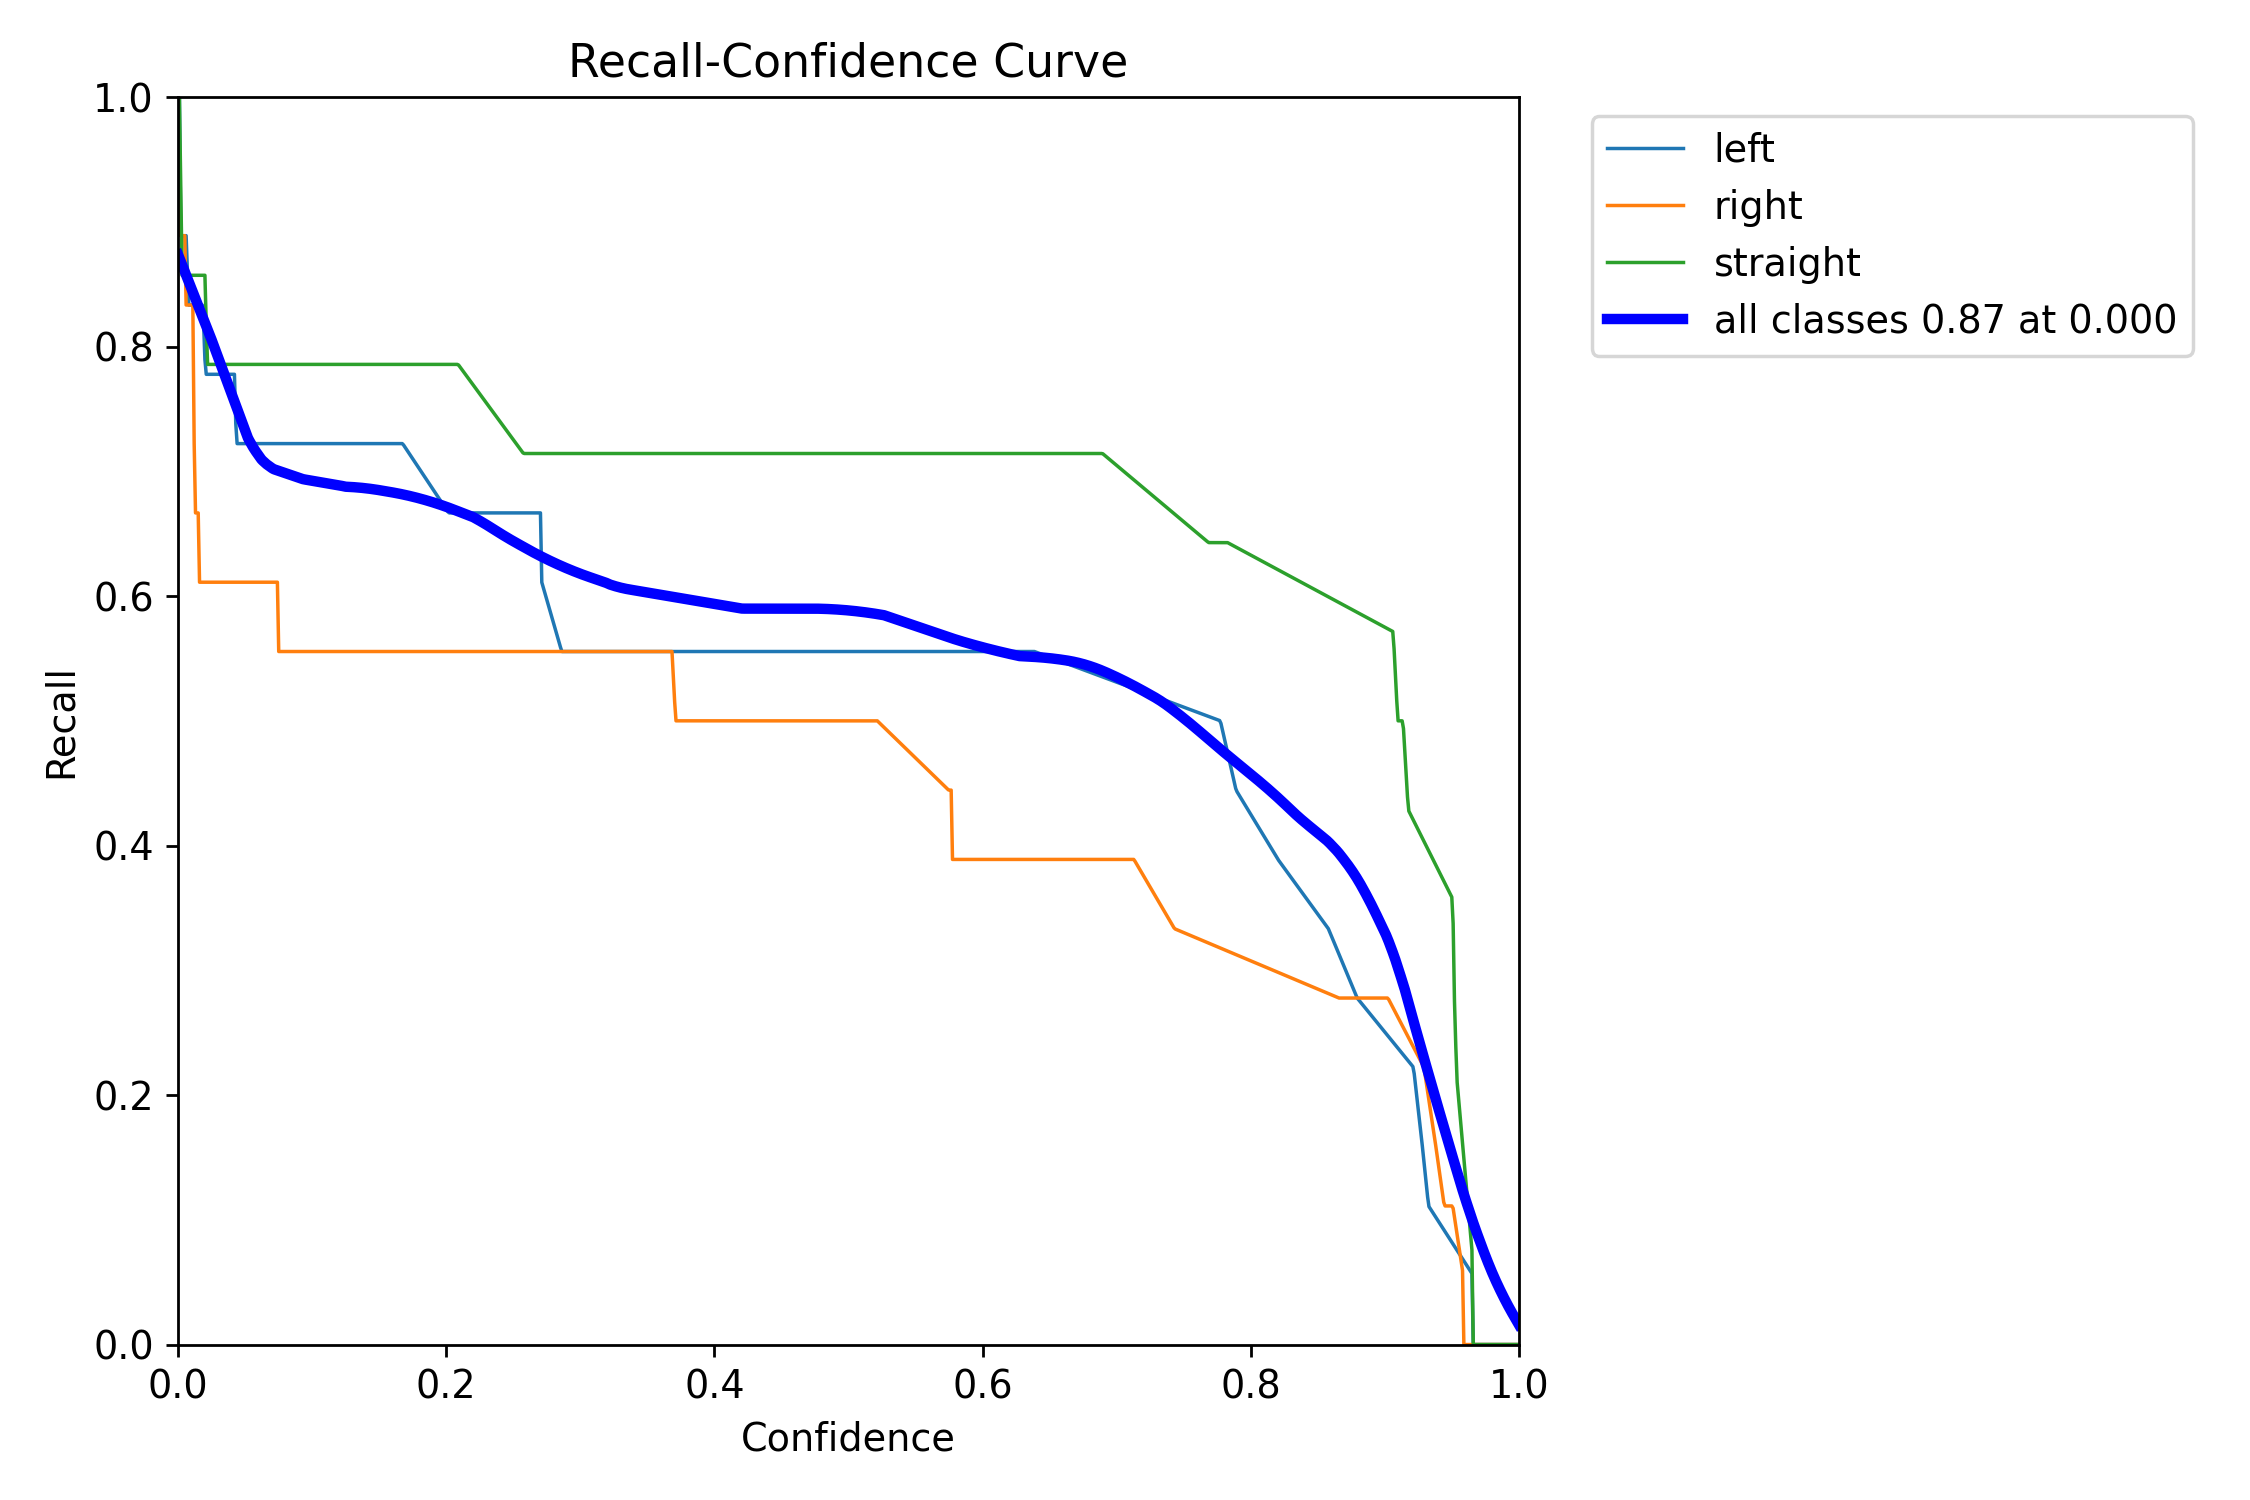 Recall-Confidence Curve
1.0
0.8
0.6
0.4
0.2
0.0
Recall
0.0 0.2 0.4 0.6 0.8 1.0
Confidence
left
right
straight
all classes 0.87 at 0.000